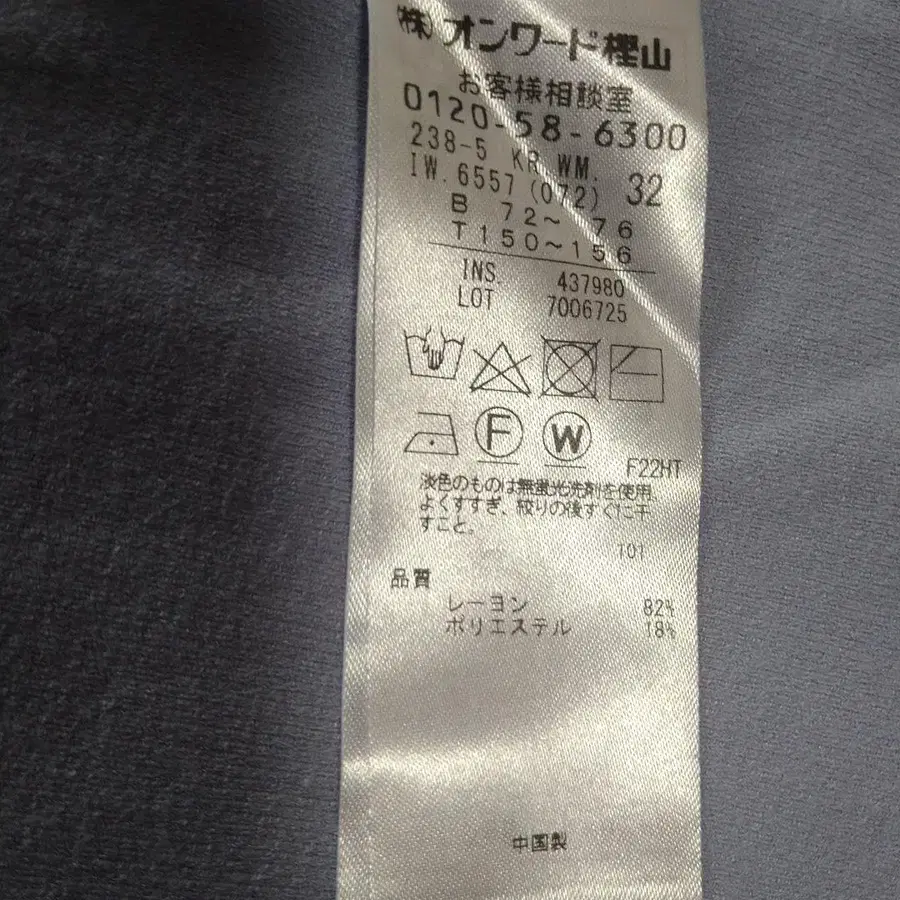 (株)オンワード樫山
お客様相談室
0120-58-6300
238-5 KR WM.
IW.6557(072) 32
B 72~ 76
T150~156
INS 437980
LOT 7006725
F
W
F22HT
淡色のものは無蛍光洗剤を使用、
よくすすぎ、絞りの後すぐに干
すこと。
101
品質
レーヨン 82%
ポリエステル 18%
中国製